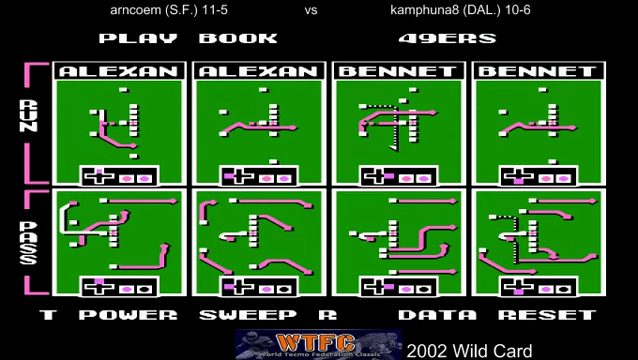 arncoem (S.F.) 11-5 vs kamphuna8 (DAL.) 10-6
PLAY BOOK 49ERS
ALEXAN ALEXAN BENNET BENNET
RUN
PASS
T POWER SWEEP R DATA RESET
WTFC
World Tecmo Federation Classic
2002 Wild Card